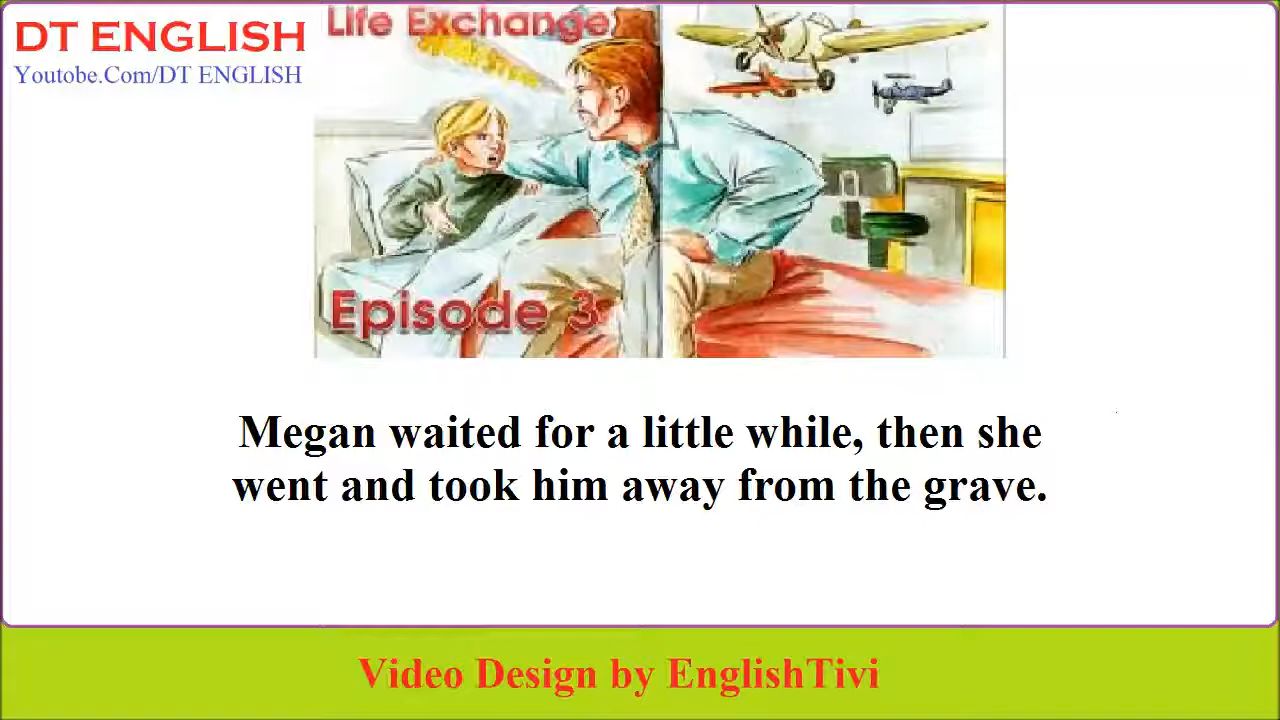 DT ENGLISH
Youtobe.Com/DT ENGLISH
Life Exchange
Episode 3
Megan waited for a little while, then she
went and took him away from the grave.
Video Design by EnglishTivi